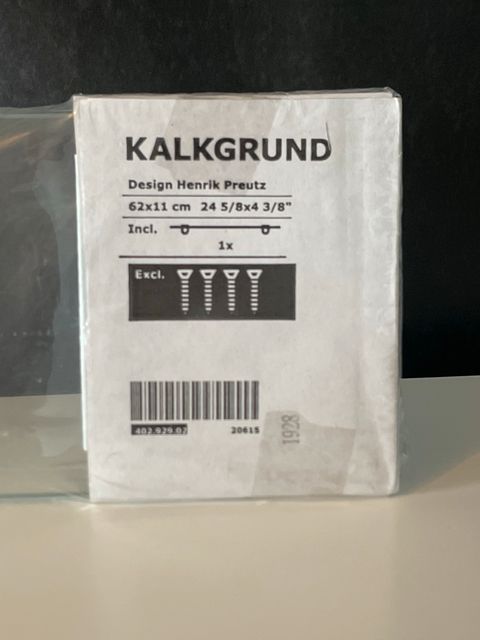 KALKGRUND
Design Henrik Preutz
62x11 cm 24 5/8x4 3/8"
Incl.
1x
Excl.
402.929.02 20615
1928